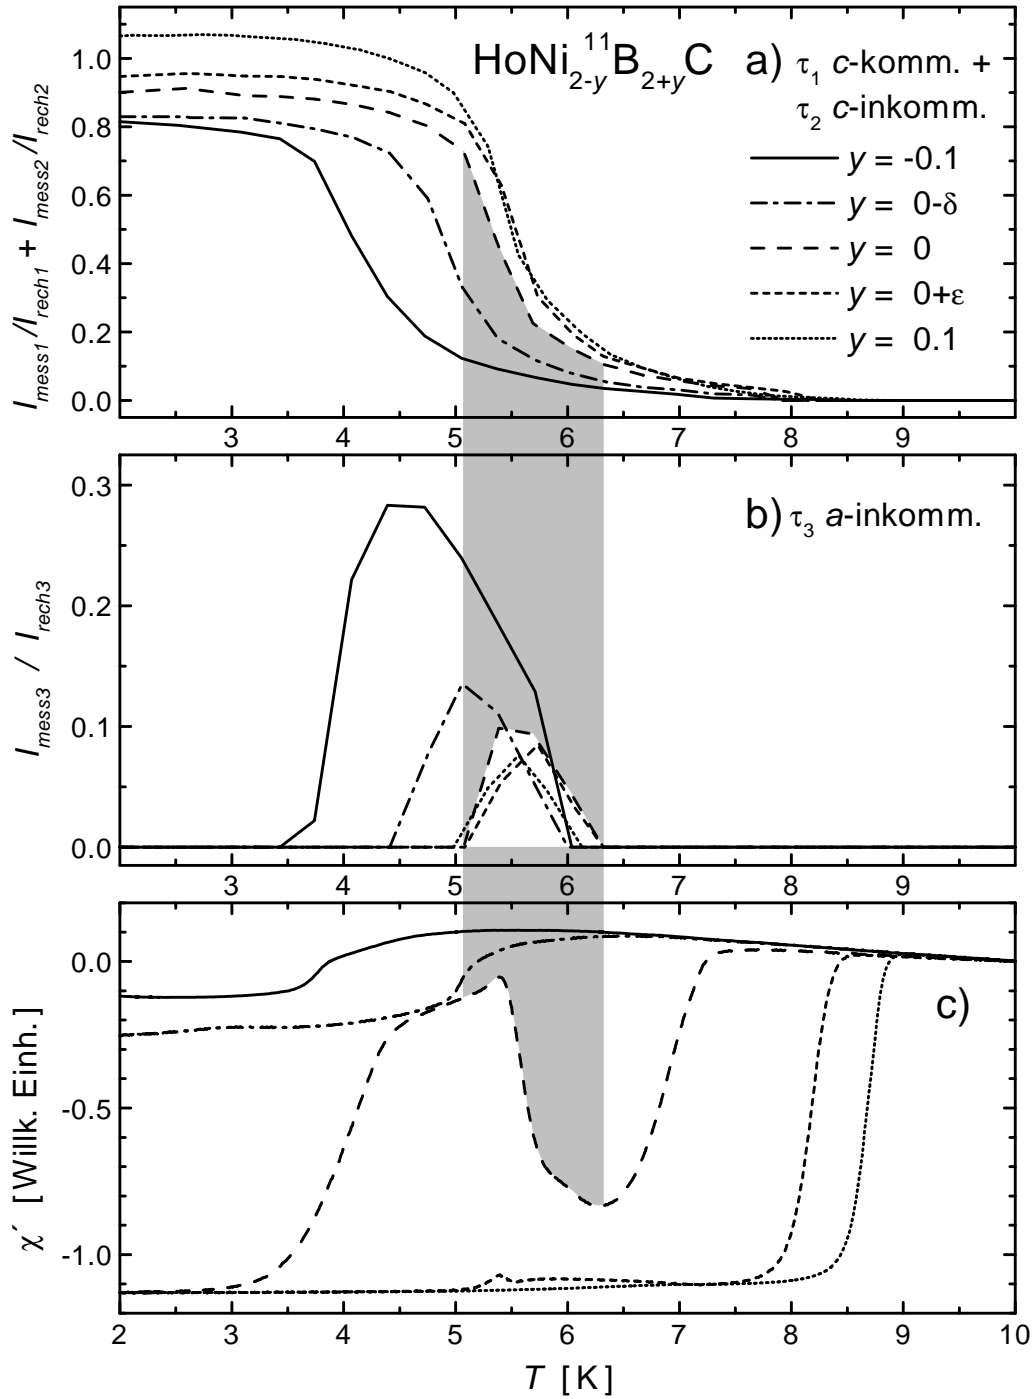 HoNi2-y11B2+yC a) τ1 c-komm. +
τ2 c-inkomm.
y = -0.1
y = 0-δ
y = 0
y = 0+ε
y = 0.1
Imess1/Irech1 + Imess2/Irech2
1.0
0.8
0.6
0.4
0.2
0.0
3 4 5 6 7 8 9
b) τ3 a-inkomm.
Imess3 / Irech3
0.3
0.2
0.1
0.0
3 4 5 6 7 8 9
c)
χ´ [Willk. Einh.]
0.0
-0.5
-1.0
2 3 4 5 6 7 8 9 10
T [K]